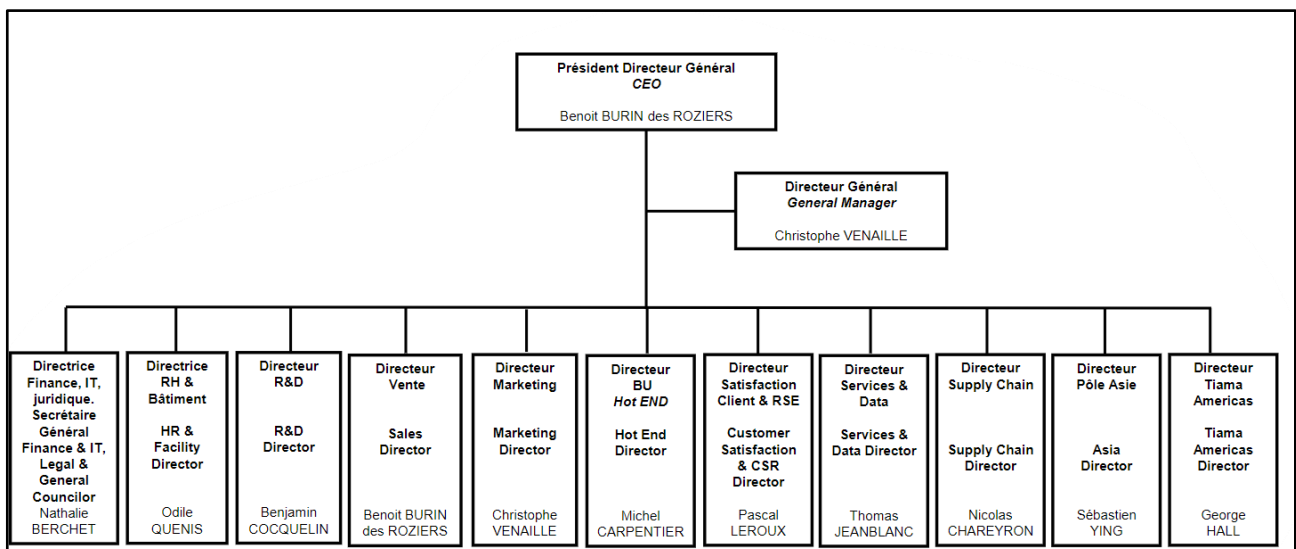 Président Directeur Général
CEO
Benoit BURIN des ROZIERS
Directeur Général
General Manager
Christophe VENAILLE
Directrice
Finance, IT,
juridique.
Secrétaire
Général
Finance & IT,
Legal &
General
Councilor
Nathalie
BERCHET
Directrice
RH &
Bâtiment
HR &
Facility
Director
Odile
QUENIS
Directeur
R&D
R&D
Director
Benjamin
COCQUELIN
Directeur
Vente
Sales
Director
Benoit BURIN
des ROZIERS
Directeur
Marketing
Marketing
Director
Christophe
VENAILLE
Directeur
BU
Hot END
Hot End
Director
Michel
CARPENTIER
Directeur
Satisfaction
Client & RSE
Customer
Satisfaction
& CSR
Director
Pascal
LEROUX
Directeur
Services &
Data
Services &
Data Director
Thomas
JEANBLANC
Directeur
Supply Chain
Supply Chain
Director
Nicolas
CHAREYRON
Directeur
Pôle Asie
Asia
Director
Sébastien
YING
Directeur
Tiama
Americas
Tiama
Americas
Director
George
HALL